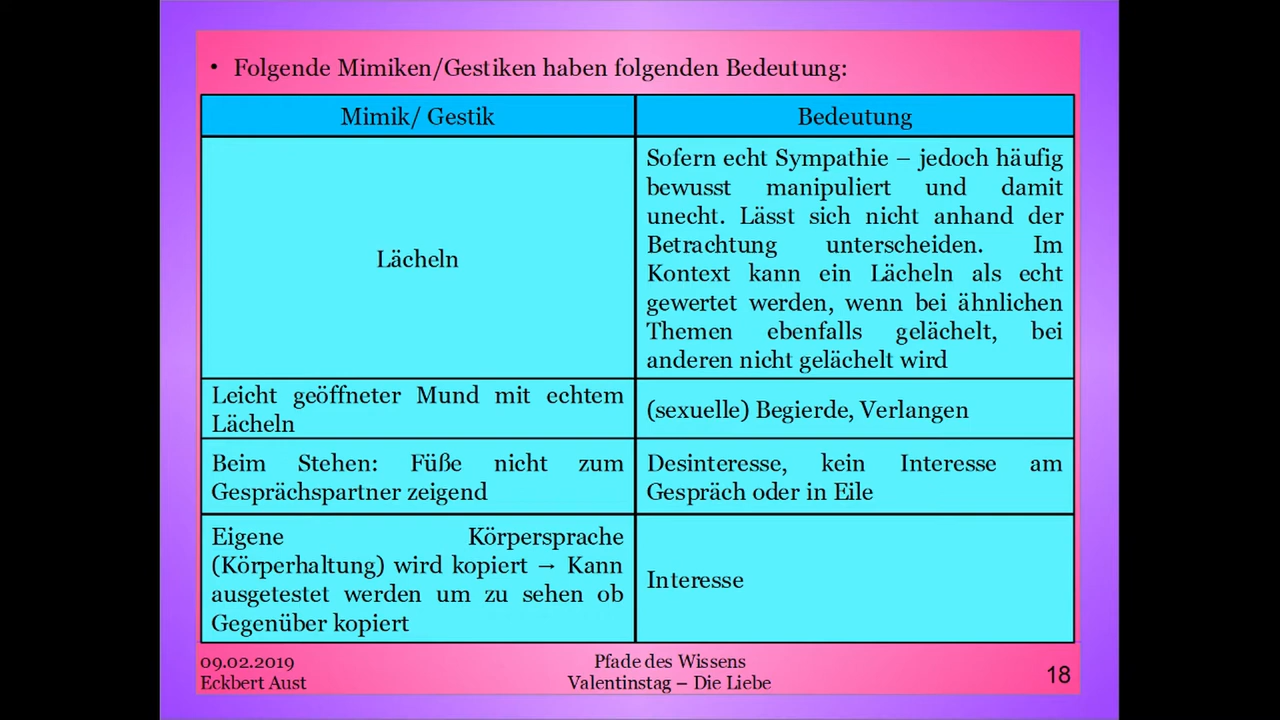 • Folgende Mimiken/Gestiken haben folgenden Bedeutung:
Mimik/ Gestik
Bedeutung
Lächeln
Sofern echt Sympathie – jedoch häufig
bewusst manipuliert und damit
unecht. Lässt sich nicht anhand der
Betrachtung unterscheiden. Im
Kontext kann ein Lächeln als echt
gewertet werden, wenn bei ähnlichen
Themen ebenfalls gelächelt, bei
anderen nicht gelächelt wird
Leicht geöffneter Mund mit echtem
Lächeln
(sexuelle) Begierde, Verlangen
Beim Stehen: Füße nicht zum
Gesprächspartner zeigend
Desinteresse, kein Interesse am
Gespräch oder in Eile
Eigene Körpersprache
(Körperhaltung) wird kopiert → Kann
ausgetestet werden um zu sehen ob
Gegenüber kopiert
Interesse
09.02.2019
Eckbert Aust
Pfade des Wissens
Valentinstag – Die Liebe
18